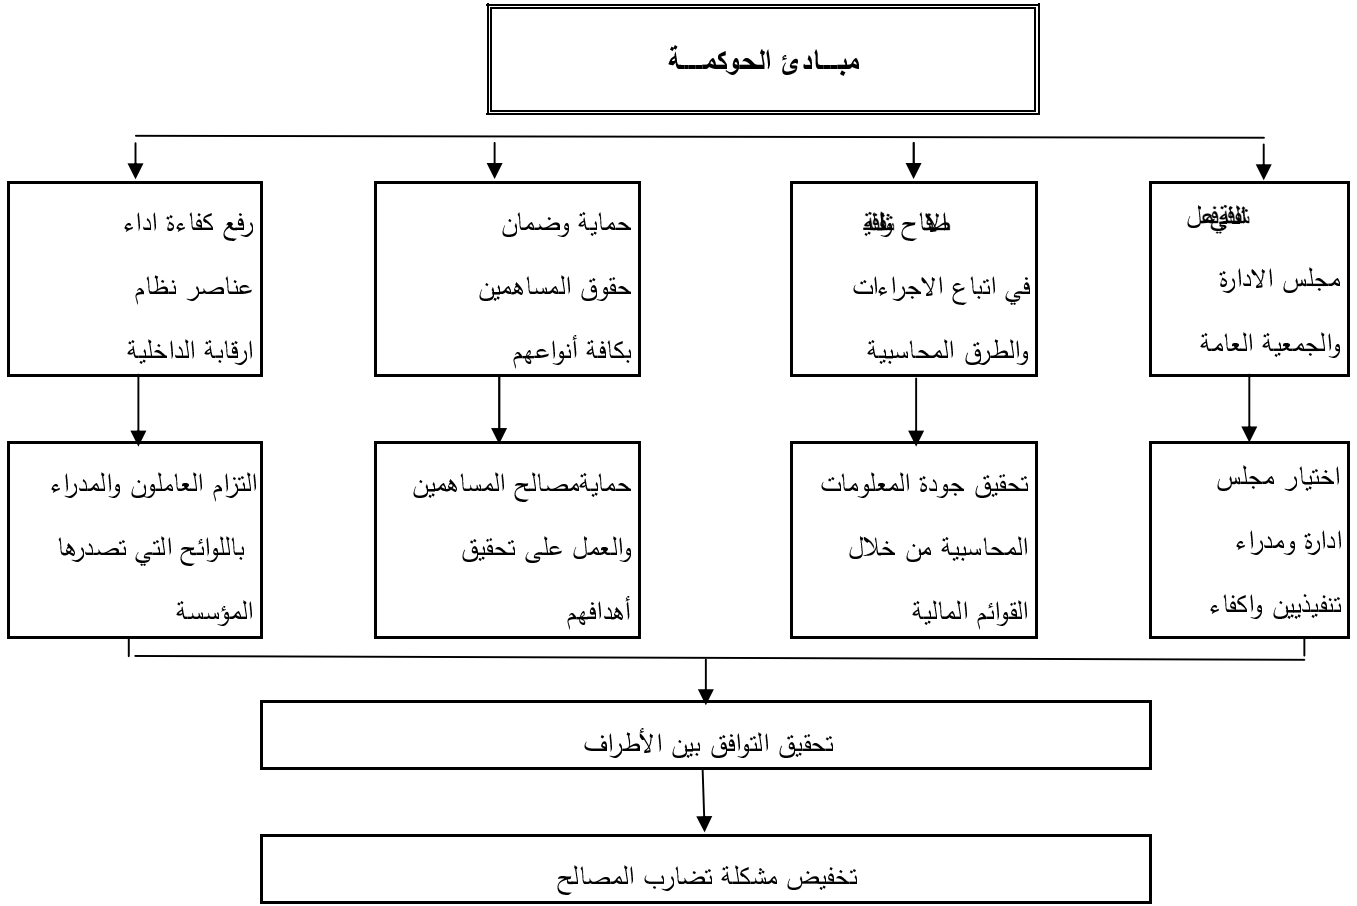 مبـــادئ الحوكمـــة
مجلس الادارة
والجمعية العامة
في اتباع الاجراءات
والطرق المحاسبية
حماية وضمان
حقوق المساهمين
بكافة أنواعهم
رفع كفاءة اداء
عناصر نظام
ارقابة الداخلية
اختيار مجلس
ادارة ومدراء
تنفيذيين واكفاء
تحقيق جودة المعلومات
المحاسبية من خلال
القوائم المالية
حمايةمصالح المساهمين
والعمل على تحقيق
أهدافهم
التزام العاملون والمدراء
باللوائح التي تصدرها
المؤسسة
تحقيق التوافق بين الأطراف
تخفيض مشكلة تضارب المصالح